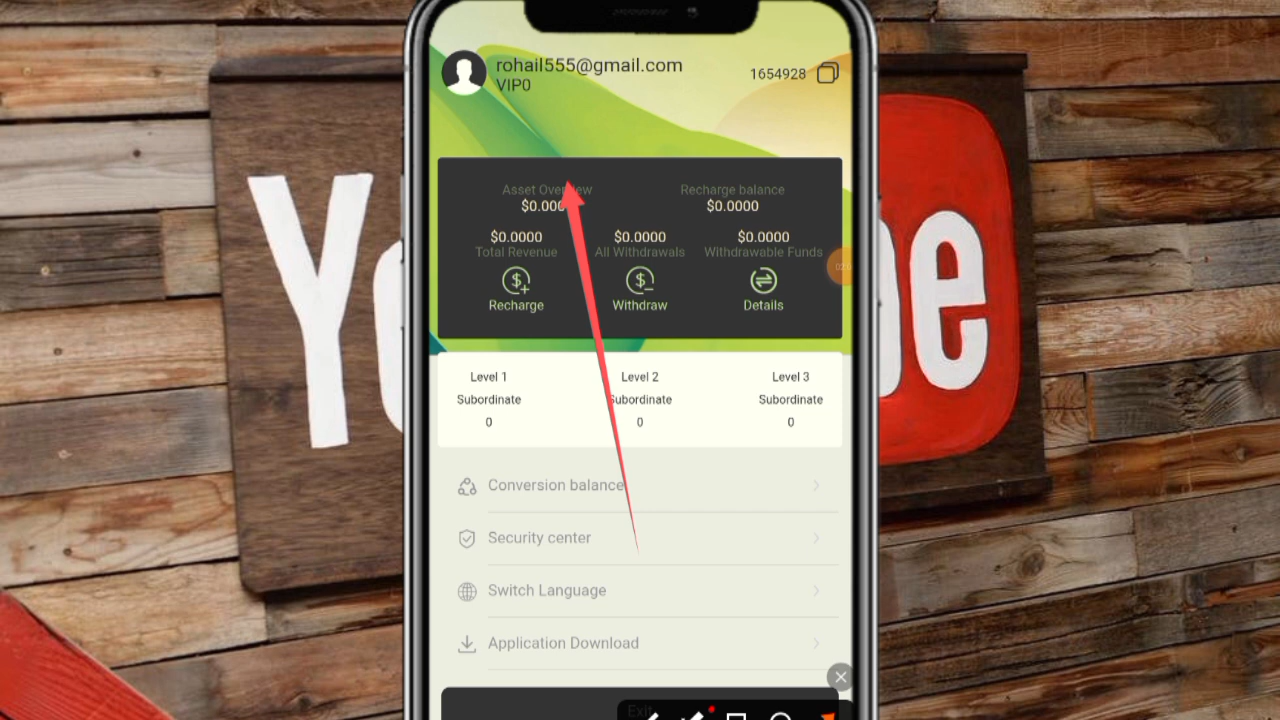 rohail555@gmail.com
VIP0
1654928
Asset Overview
Recharge balance
$0.000
$0.0000
$0.0000
$0.0000
$0.0000
Total Revenue
All Withdrawals
Withdrawable Funds
Recharge
Withdraw
Details
Level 1
Level 2
Level 3
Subordinate
Subordinate
Subordinate
0
0
0
Conversion balance
Security center
Switch Language
Application Download
Exit